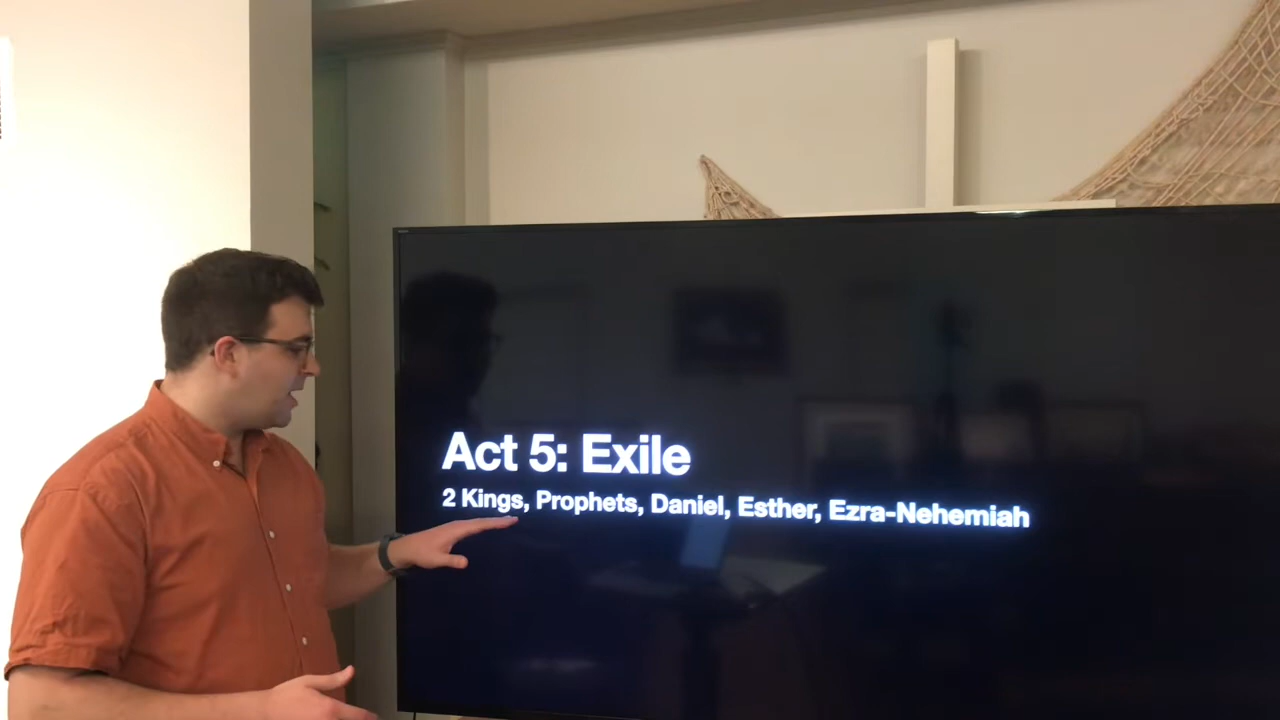 Act 5: Exile
2 Kings, Prophets, Daniel, Esther, Ezra-Nehemiah